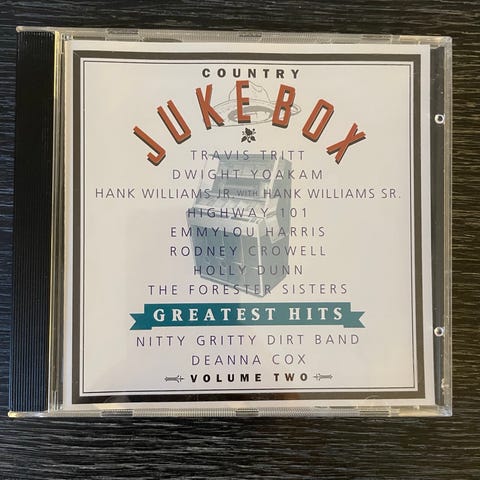 COUNTRY
JUKEBOX
TRAVIS TRITT
DWIGHT YOAKAM
HANK WILLIAMS JR. WITH HANK WILLIAMS SR.
HIGHWAY 101
EMMYLOU HARRIS
RODNEY CROWELL
HOLLY DUNN
THE FORESTER SISTERS
GREATEST HITS
NITTY GRITTY DIRT BAND
DEANNA COX
VOLUME TWO